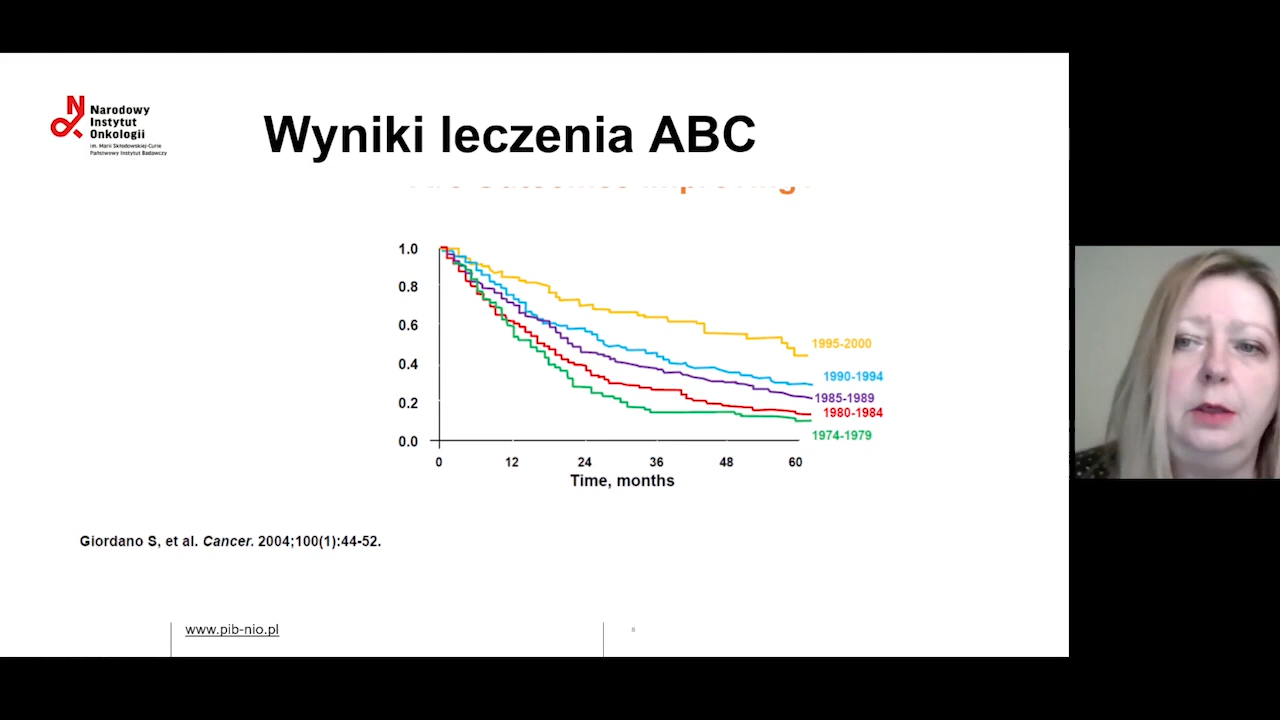 Narodowy
Instytut
Onkologii
im. Marii Skłodowskiej-Curie
Państwowy Instytut Badawczy
Wyniki leczenia ABC
1.0
0.8
0.6
0.4
0.2
0.0
1995-2000
1990-1994
1985-1989
1980-1984
1974-1979
0 12 24 36 48 60
Time, months
Giordano S, et al. Cancer. 2004;100(1):44-52.
www.pib-nio.pl
8